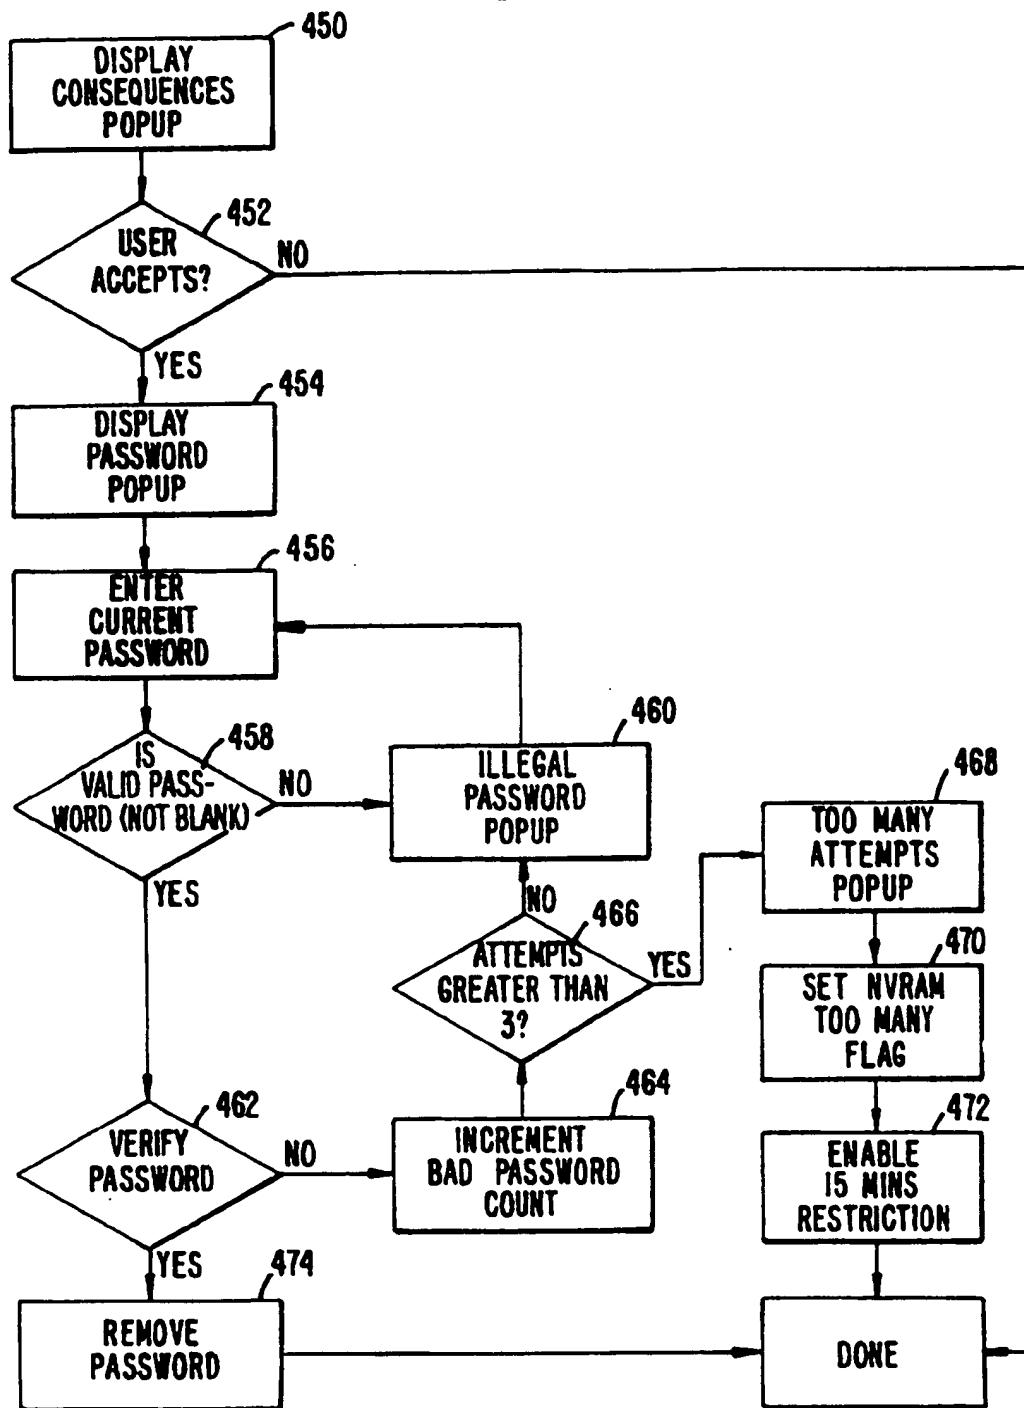 450
DISPLAY
CONSEQUENCES
POPUP
452
USER
ACCEPTS?
NO
YES
454
DISPLAY
PASSWORD
POPUP
456
ENTER
CURRENT
PASSWORD
458
IS
VALID PASS-
WORD (NOT BLANK)
NO
YES
460
ILLEGAL
PASSWORD
POPUP
NO
466
ATTEMPTS
GREATER THAN
3?
YES
468
TOO MANY
ATTEMPTS
POPUP
470
SET NVRAM
TOO MANY
FLAG
472
ENABLE
15 MINS
RESTRICTION
462
VERIFY
PASSWORD
NO
YES
464
INCREMENT
BAD PASSWORD
COUNT
474
REMOVE
PASSWORD
DONE